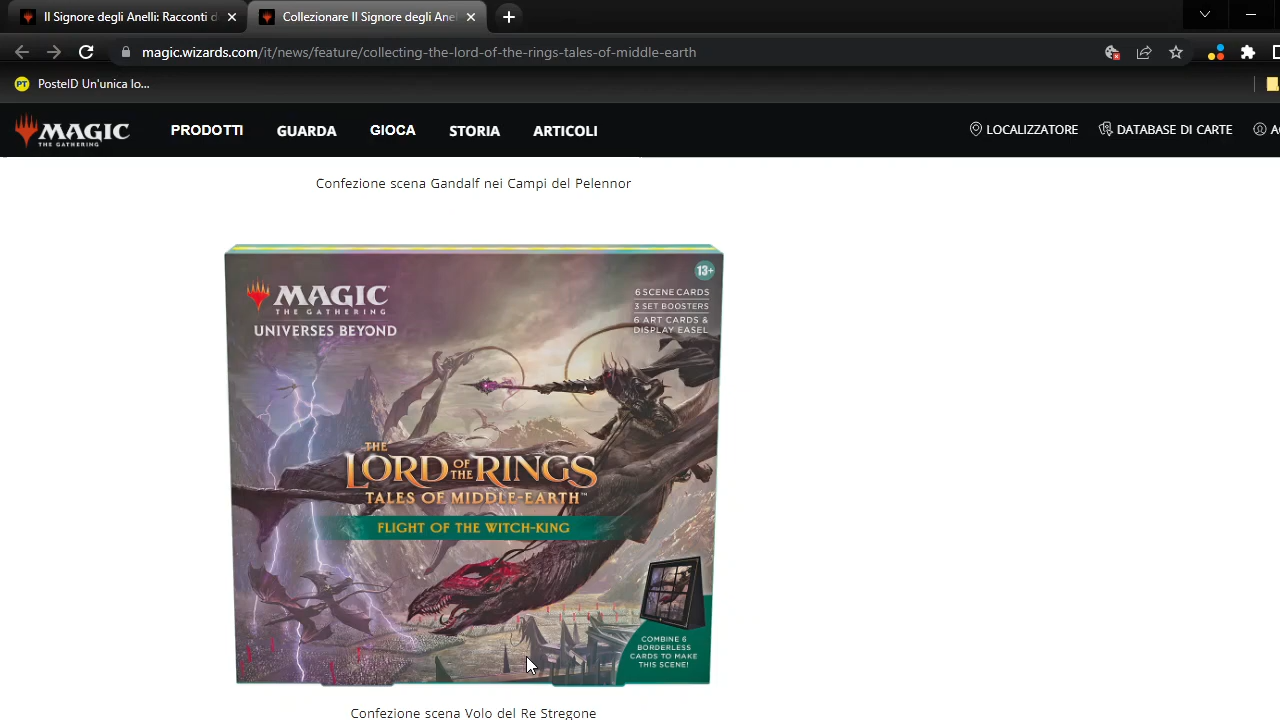 Il Signore degli Anelli: Racconti d
Collezionare Il Signore degli Ane
magic.wizards.com/it/news/feature/collecting-the-lord-of-the-rings-tales-of-middle-earth
PT PosteID Un'unica lo...
MAGIC
THE GATHERING
PRODOTTI GUARDA GIOCA STORIA ARTICOLI
LOCALIZZATORE DATABASE DI CARTE
Confezione scena Gandalf nei Campi del Pelennor
13+
MAGIC
THE GATHERING
UNIVERSES BEYOND
6 SCENE CARDS
3 SET BOOSTERS
6 ART CARDS &
DISPLAY EASEL
THE
LORD OF THE RINGS
TALES OF MIDDLE-EARTH™
FLIGHT OF THE WITCH-KING
COMBINE 6
BORDERLESS
CARDS TO MAKE
THIS SCENE!
Confezione scena Volo del Re Stregone